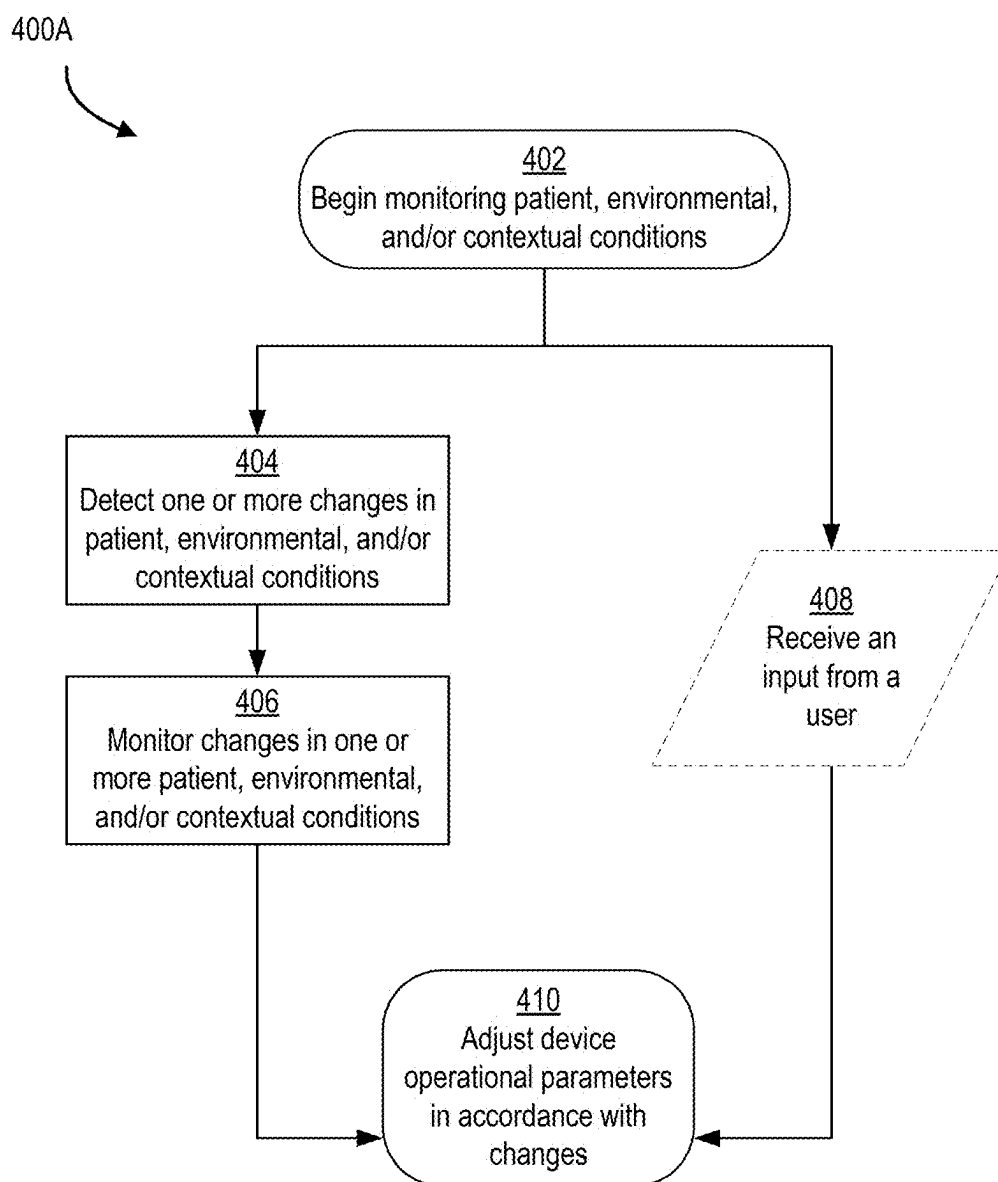 400A
402
Begin monitoring patient, environmental,
and/or contextual conditions
404
Detect one or more changes in
patient, environmental, and/or
contextual conditions
406
Monitor changes in one or
more patient, environmental,
and/or contextual conditions
408
Receive an
input from a
user
410
Adjust device
operational parameters
in accordance with
changes